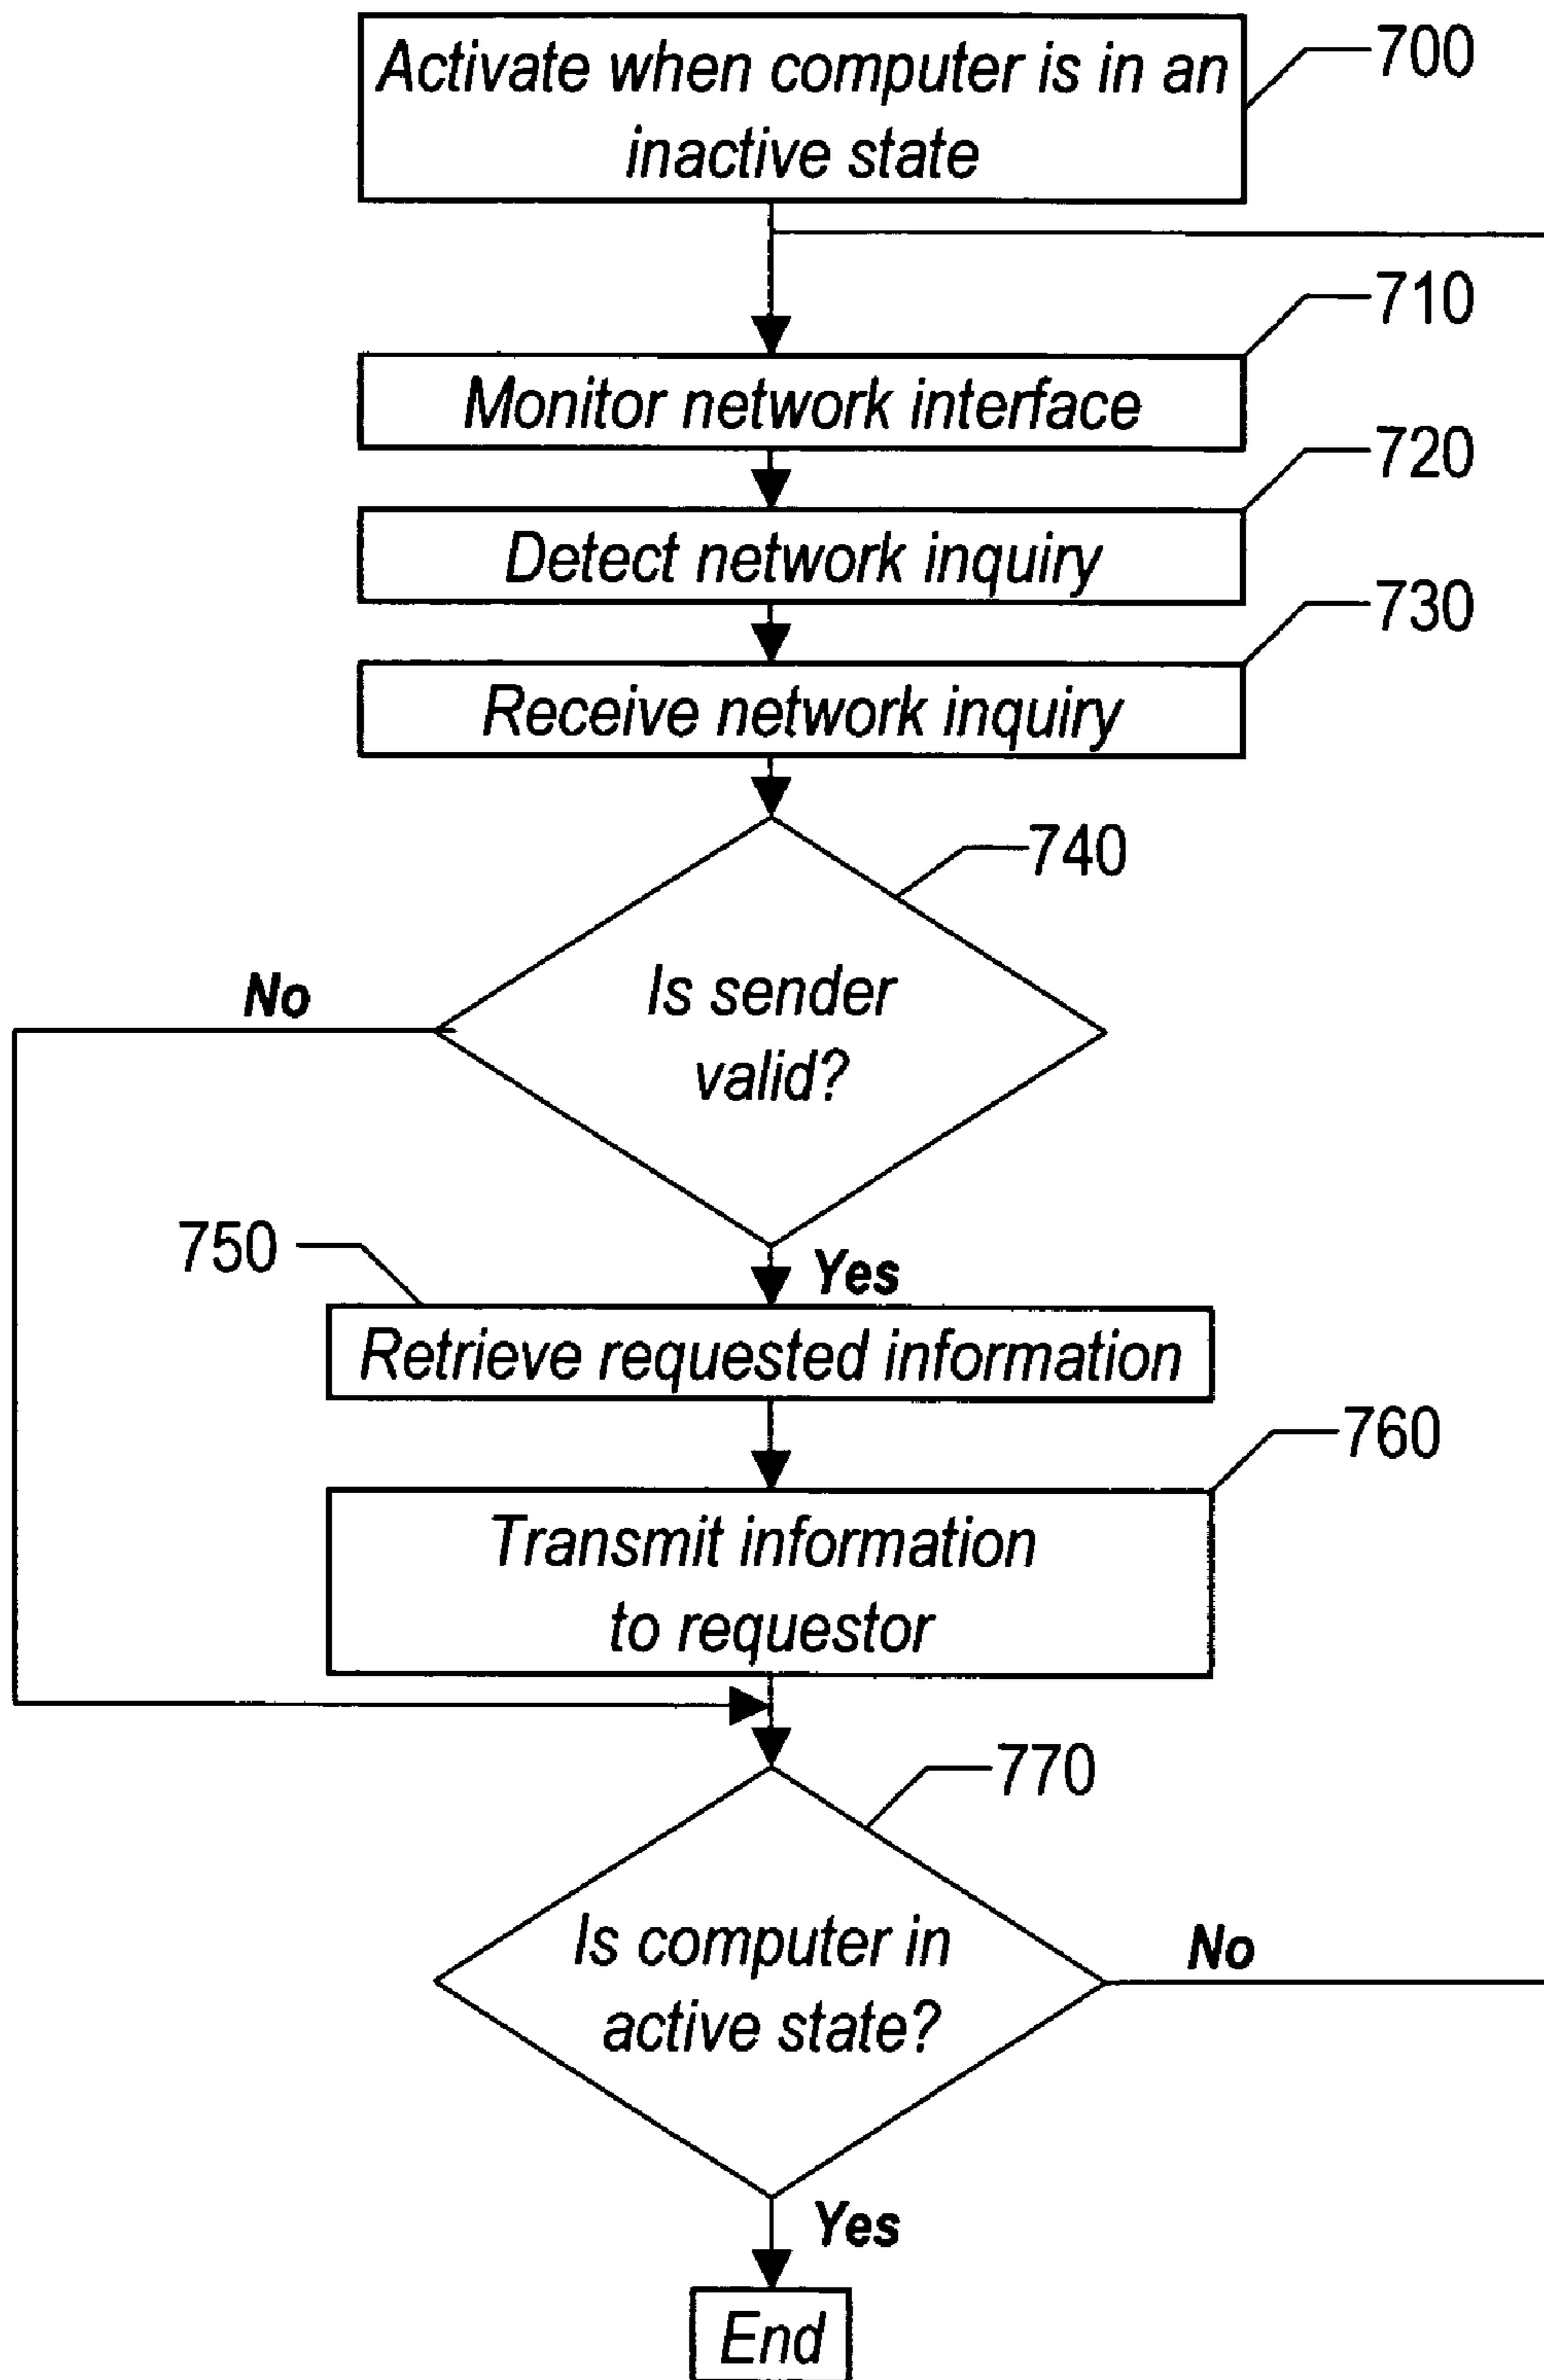 Activate when computer is in an
inactive state
700
710
Monitor network interface
720
Detect network inquiry
730
Receive network inquiry
740
Is sender
valid?
No
750
Yes
Retrieve requested information
760
Transmit information
to requestor
770
Is computer in
active state?
No
Yes
End